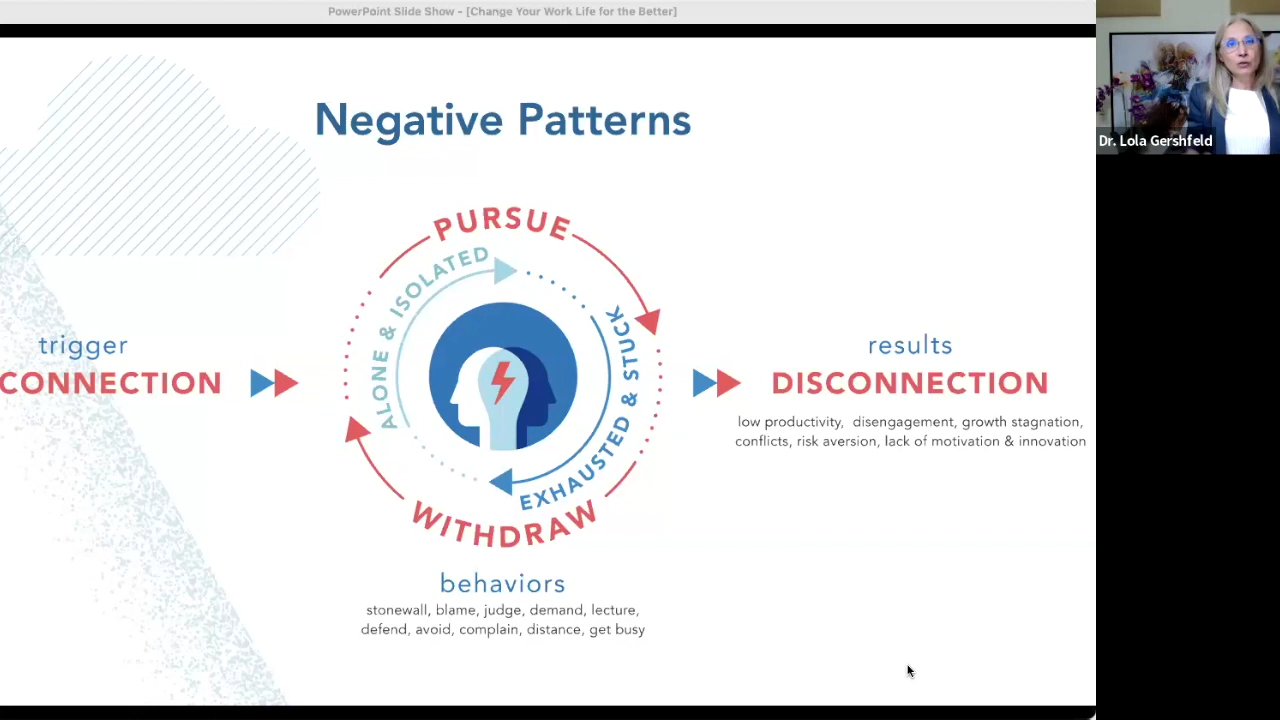 PowerPoint Slide Show - [Change Your Work Life for the Better]
Dr. Lola Gershfeld
Negative Patterns
PURSUE
ALONE & ISOLATED
EXHAUSTED & STUCK
WITHDRAW
trigger
CONNECTION
results
DISCONNECTION
low productivity, disengagement, growth stagnation,
conflicts, risk aversion, lack of motivation & innovation
behaviors
stonewall, blame, judge, demand, lecture,
defend, avoid, complain, distance, get busy